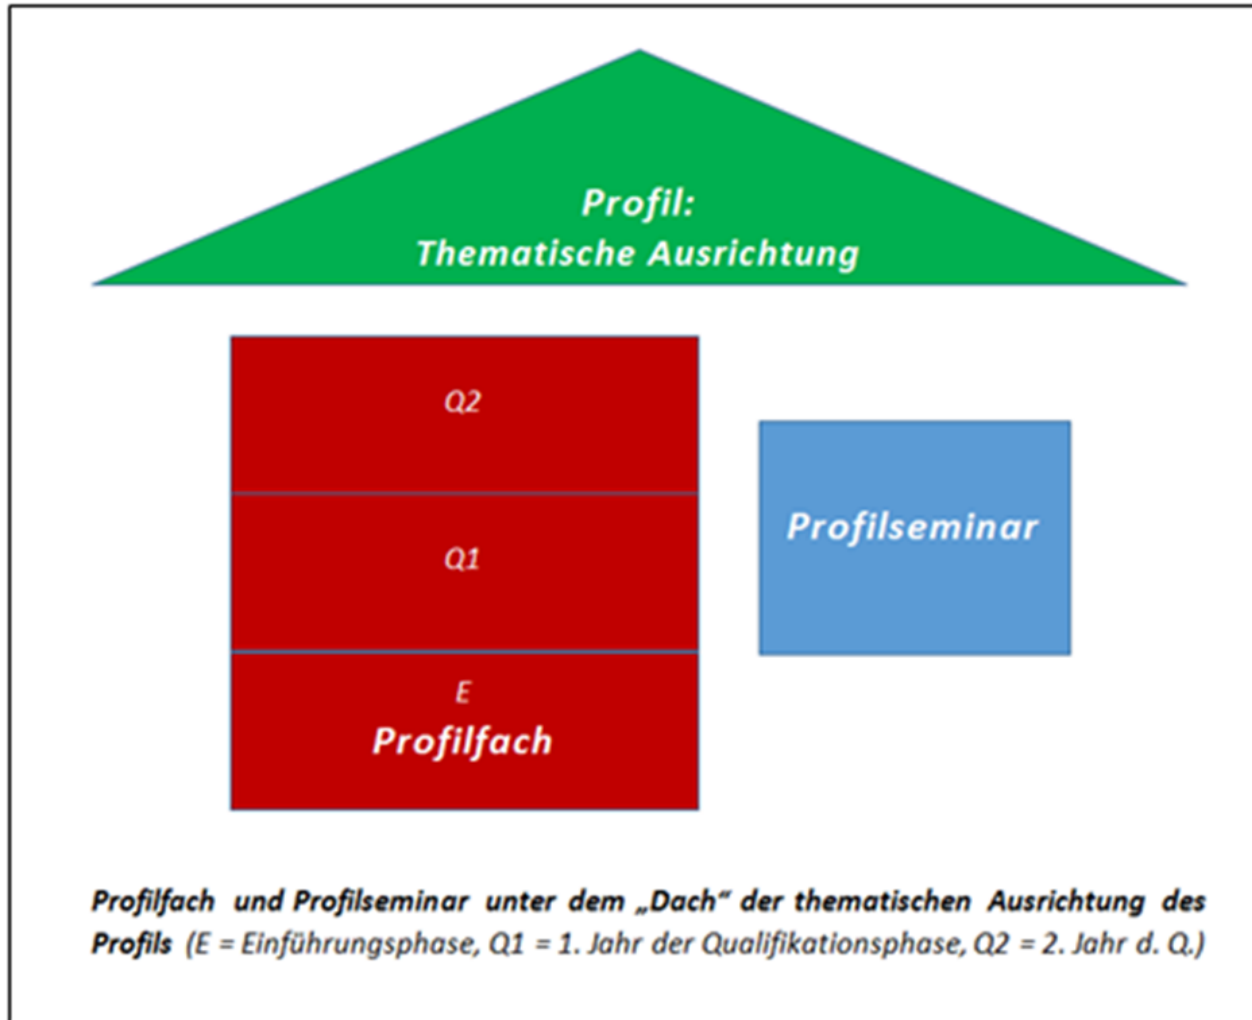 Profil:
Thematische Ausrichtung
Q2
Q1
E
Profilfach
Profilseminar
Profilfach und Profilseminar unter dem „Dach“ der thematischen Ausrichtung des
Profils (E = Einführungsphase, Q1 = 1. Jahr der Qualifikationsphase, Q2 = 2. Jahr d. Q.)